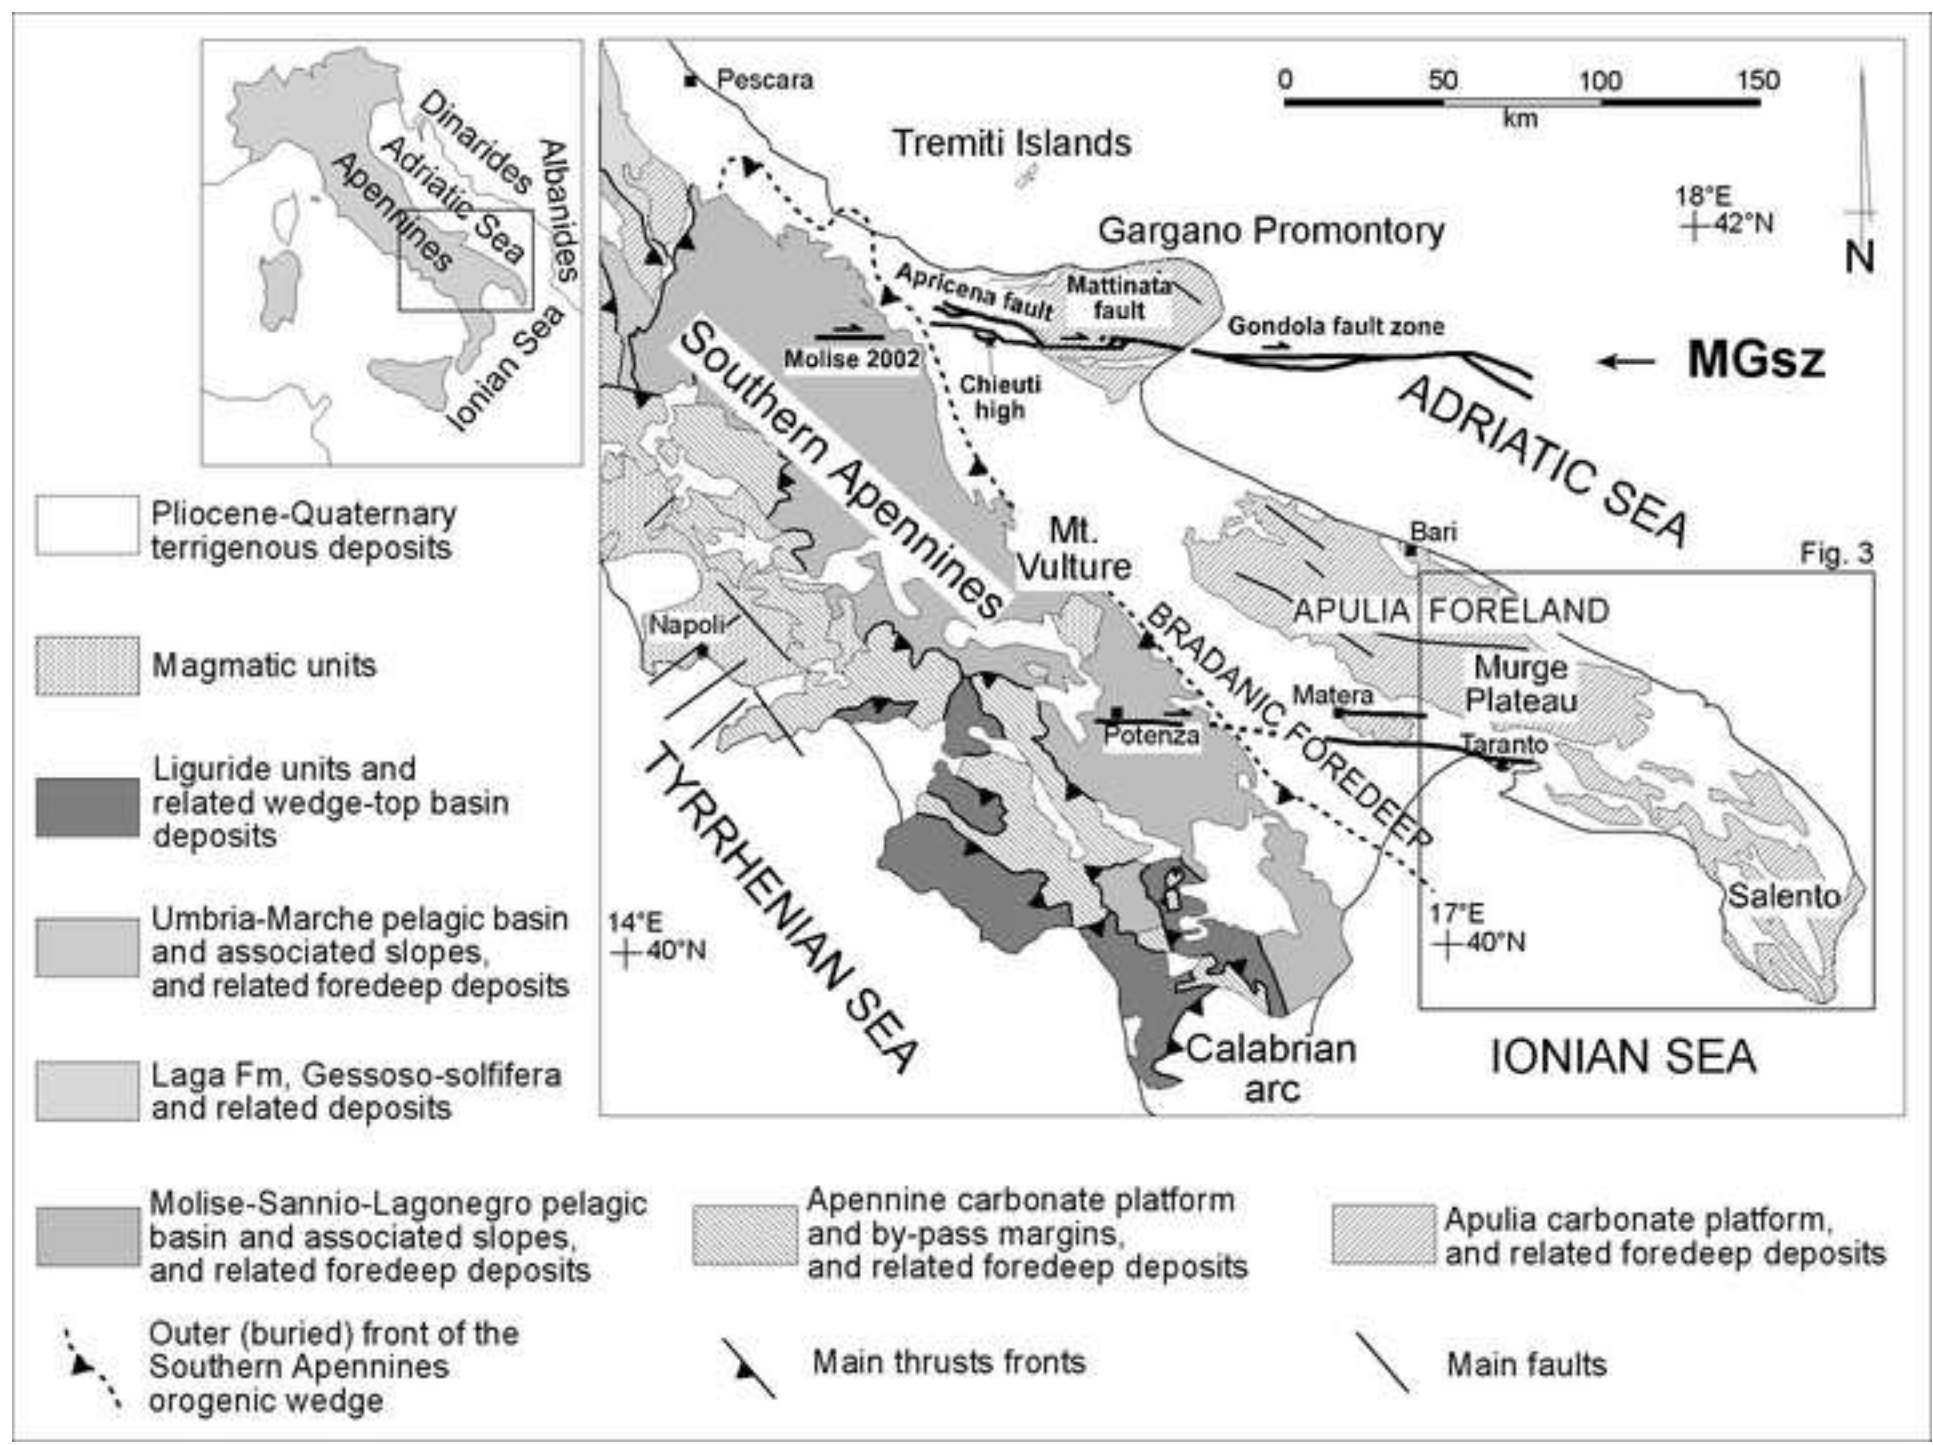 Dinarides
Adriatic Sea
Albanides
Apennines
Ionian Sea
Pescara
0 50 100 150
km
Tremiti Islands
18°E
42°N
N
Gargano Promontory
Apricena fault
Mattinata
fault
Gondola fault zone
MGsz
Molise 2002
Chieuti
high
ADRIATIC SEA
Southern Apennines
Mt.
Vulture
Bari
Fig. 3
APULIA FORELAND
Napoli
BRADANIC FOREDEEP
Murge
Plateau
Matera
Potenza
Taranto
TYRRHENIAN SEA
Salento
14°E
40°N
17°E
40°N
Calabrian
arc
IONIAN SEA
Pliocene-Quaternary
terrigenous deposits
Magmatic units
Liguride units and
related wedge-top basin
deposits
Umbria-Marche pelagic basin
and associated slopes,
and related foredeep deposits
Laga Fm, Gessoso-solfifera
and related deposits
Molise-Sannio-Lagonegro pelagic
basin and associated slopes,
and related foredeep deposits
Apennine carbonate platform
and by-pass margins,
and related foredeep deposits
Apulia carbonate platform,
and related foredeep deposits
Outer (buried) front of the
Southern Apennines
orogenic wedge
Main thrusts fronts
Main faults